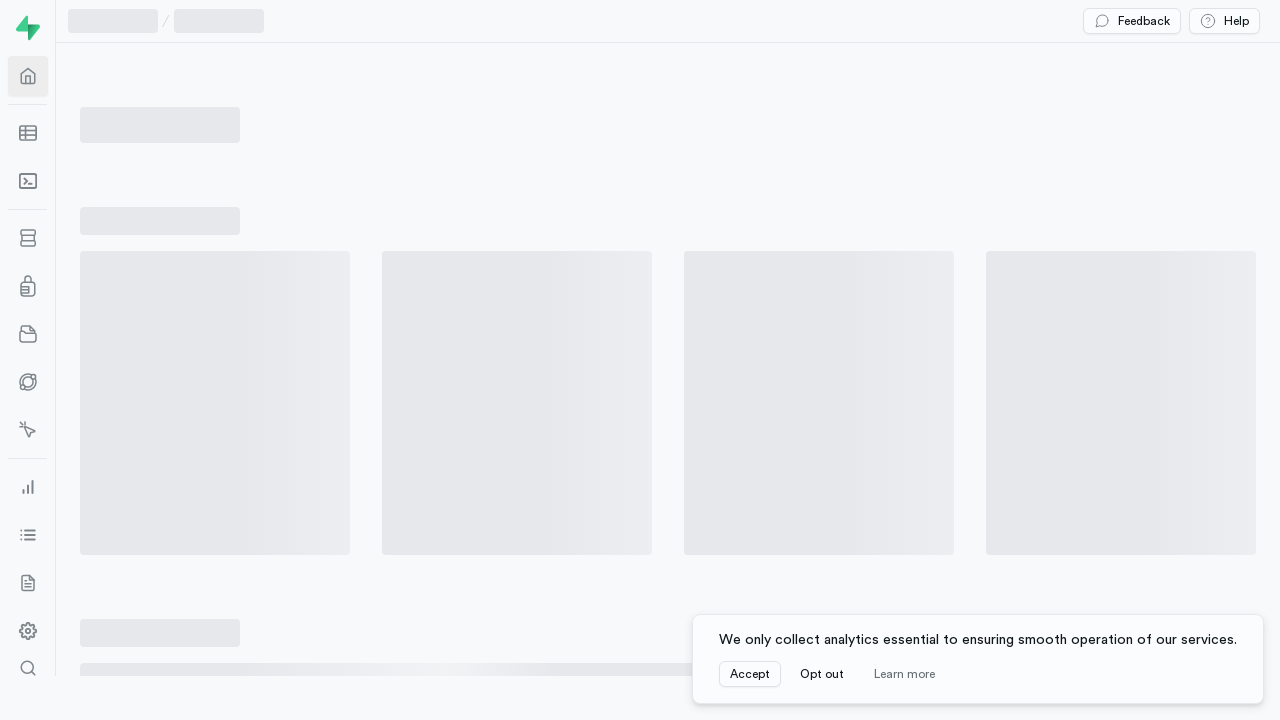 /
Feedback
Help
We only collect analytics essential to ensuring smooth operation of our services.
Accept
Opt out
Learn more